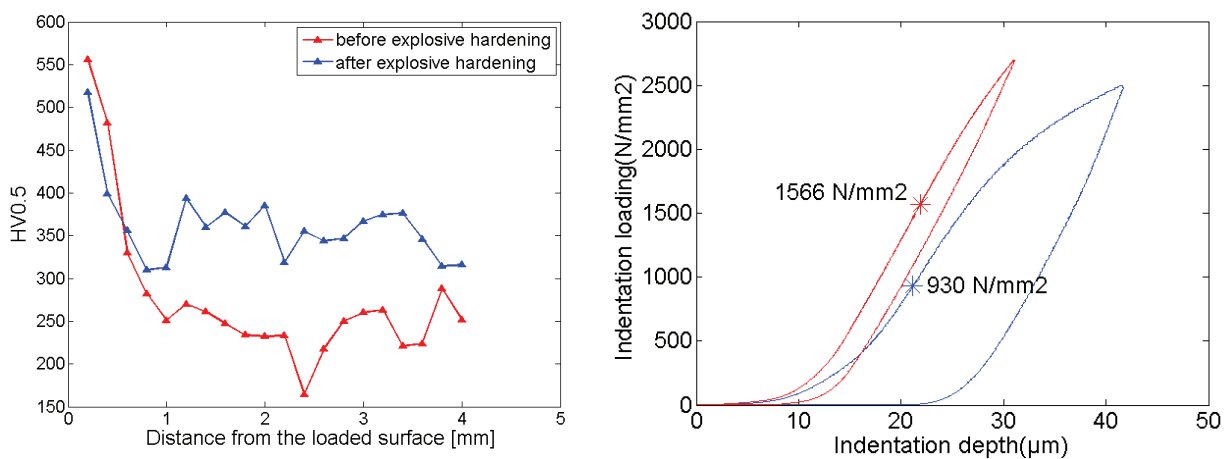 600
550
500
450
400
350
300
250
200
150
HV0.5
before explosive hardening
after explosive hardening
0 1 2 3 4 5
Distance from the loaded surface [mm]
3000
2500
2000
1500
1000
500
0
Indentation loading(N/mm2)
1566 N/mm2
930 N/mm2
0 10 20 30 40 50
Indentation depth(μm)